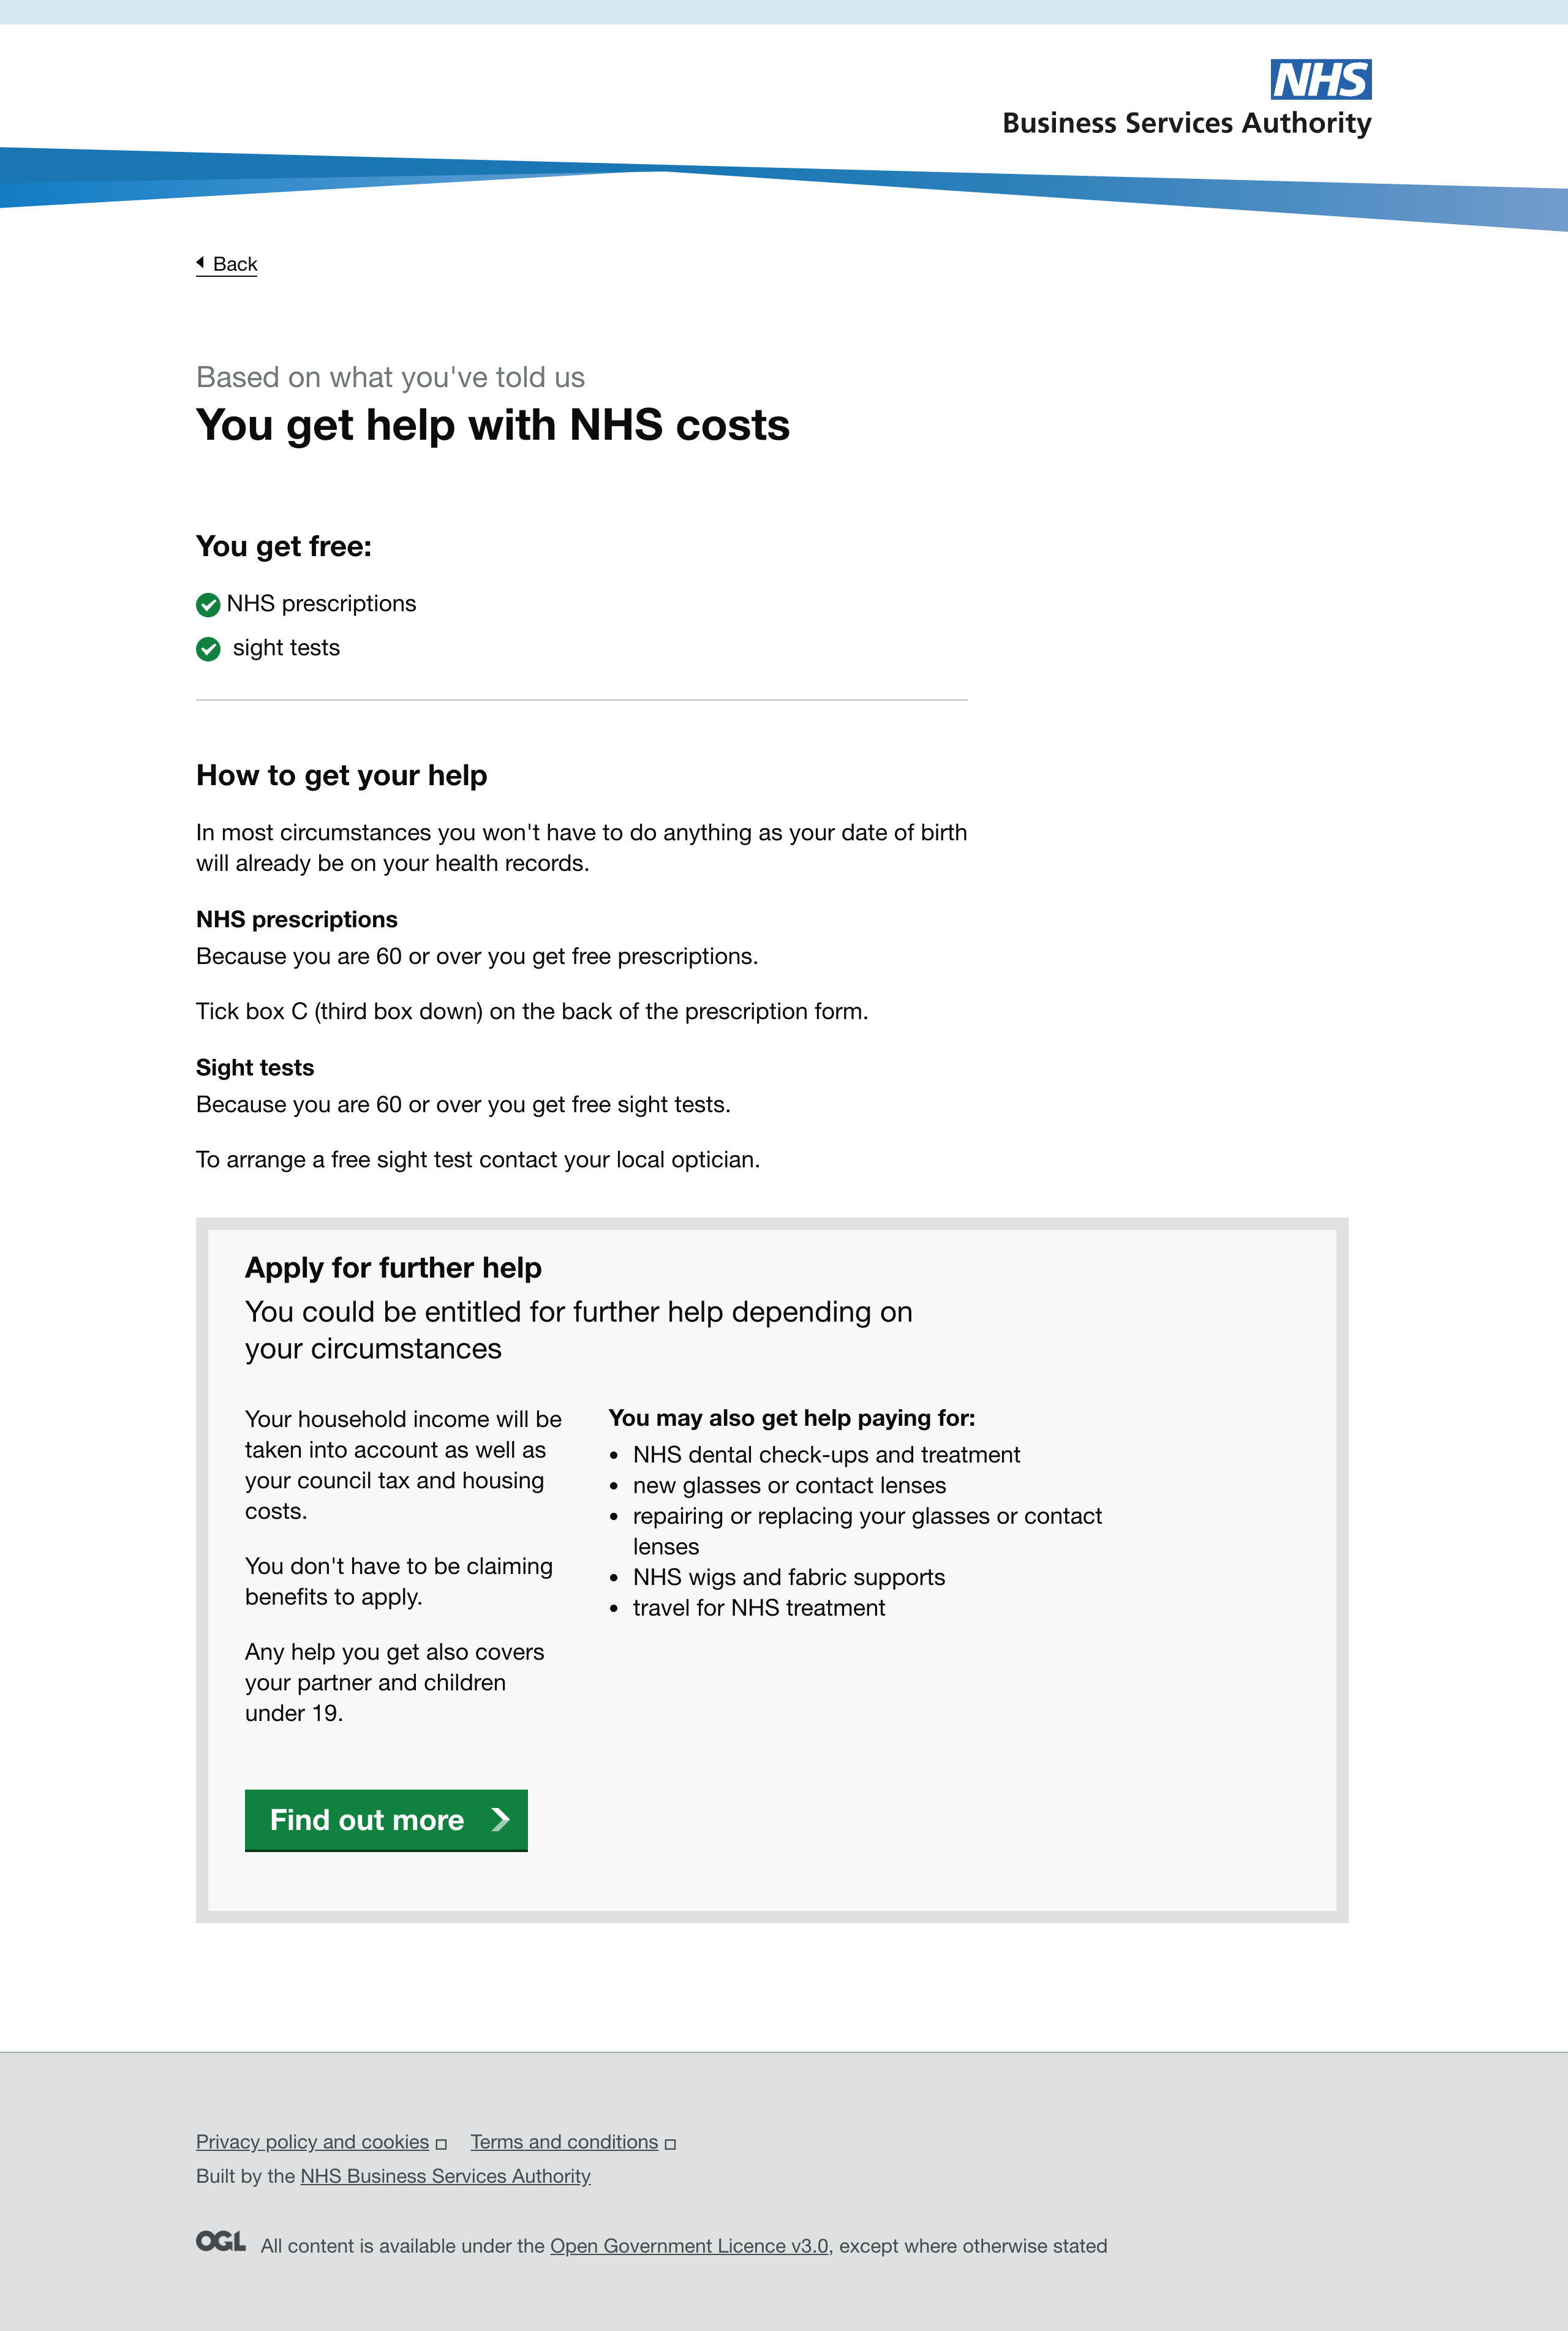 NHS
Business Services Authority
Back
Based on what you've told us
You get help with NHS costs
You get free:
NHS prescriptions
sight tests
How to get your help
In most circumstances you won't have to do anything as your date of birth
will already be on your health records.
NHS prescriptions
Because you are 60 or over you get free prescriptions.
Tick box C (third box down) on the back of the prescription form.
Sight tests
Because you are 60 or over you get free sight tests.
To arrange a free sight test contact your local optician.
Apply for further help
You could be entitled for further help depending on
your circumstances
Your household income will be
taken into account as well as
your council tax and housing
costs.
You don't have to be claiming
benefits to apply.
Any help you get also covers
your partner and children
under 19.
You may also get help paying for:
• NHS dental check-ups and treatment
• new glasses or contact lenses
• repairing or replacing your glasses or contact
lenses
• NHS wigs and fabric supports
• travel for NHS treatment
Find out more
Privacy policy and cookies Terms and conditions
Built by the NHS Business Services Authority
OGL All content is available under the Open Government Licence v3.0, except where otherwise stated